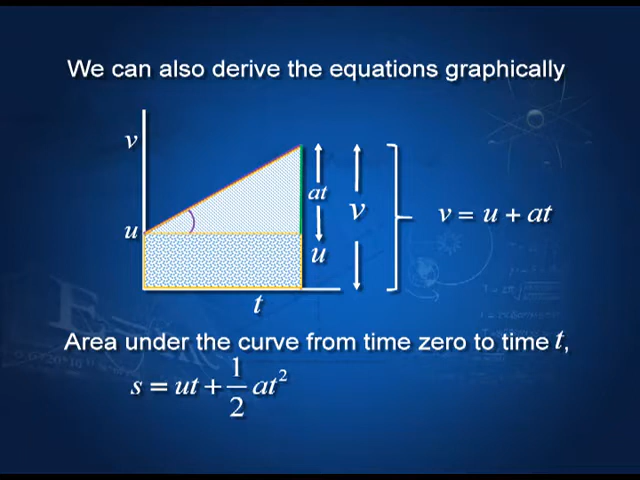 We can also derive the equations graphically
v
at
v
v = u + at
u
u
t
Area under the curve from time zero to time t,
s = ut + 1/2 at²